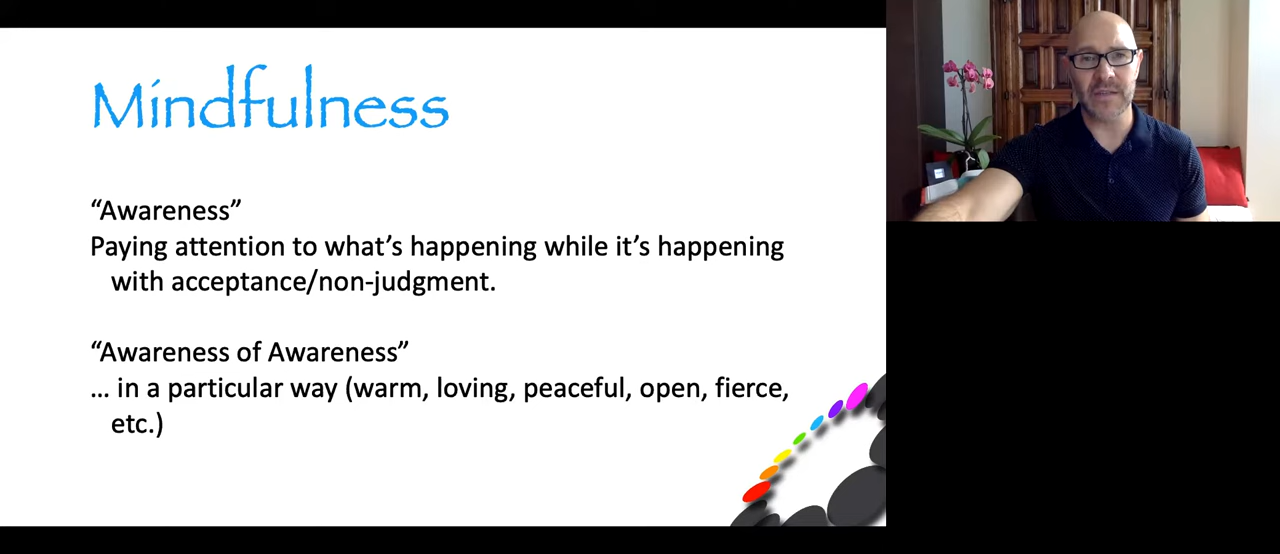 Mindfulness
“Awareness”
Paying attention to what’s happening while it’s happening
with acceptance/non-judgment.
“Awareness of Awareness”
… in a particular way (warm, loving, peaceful, open, fierce,
etc.)